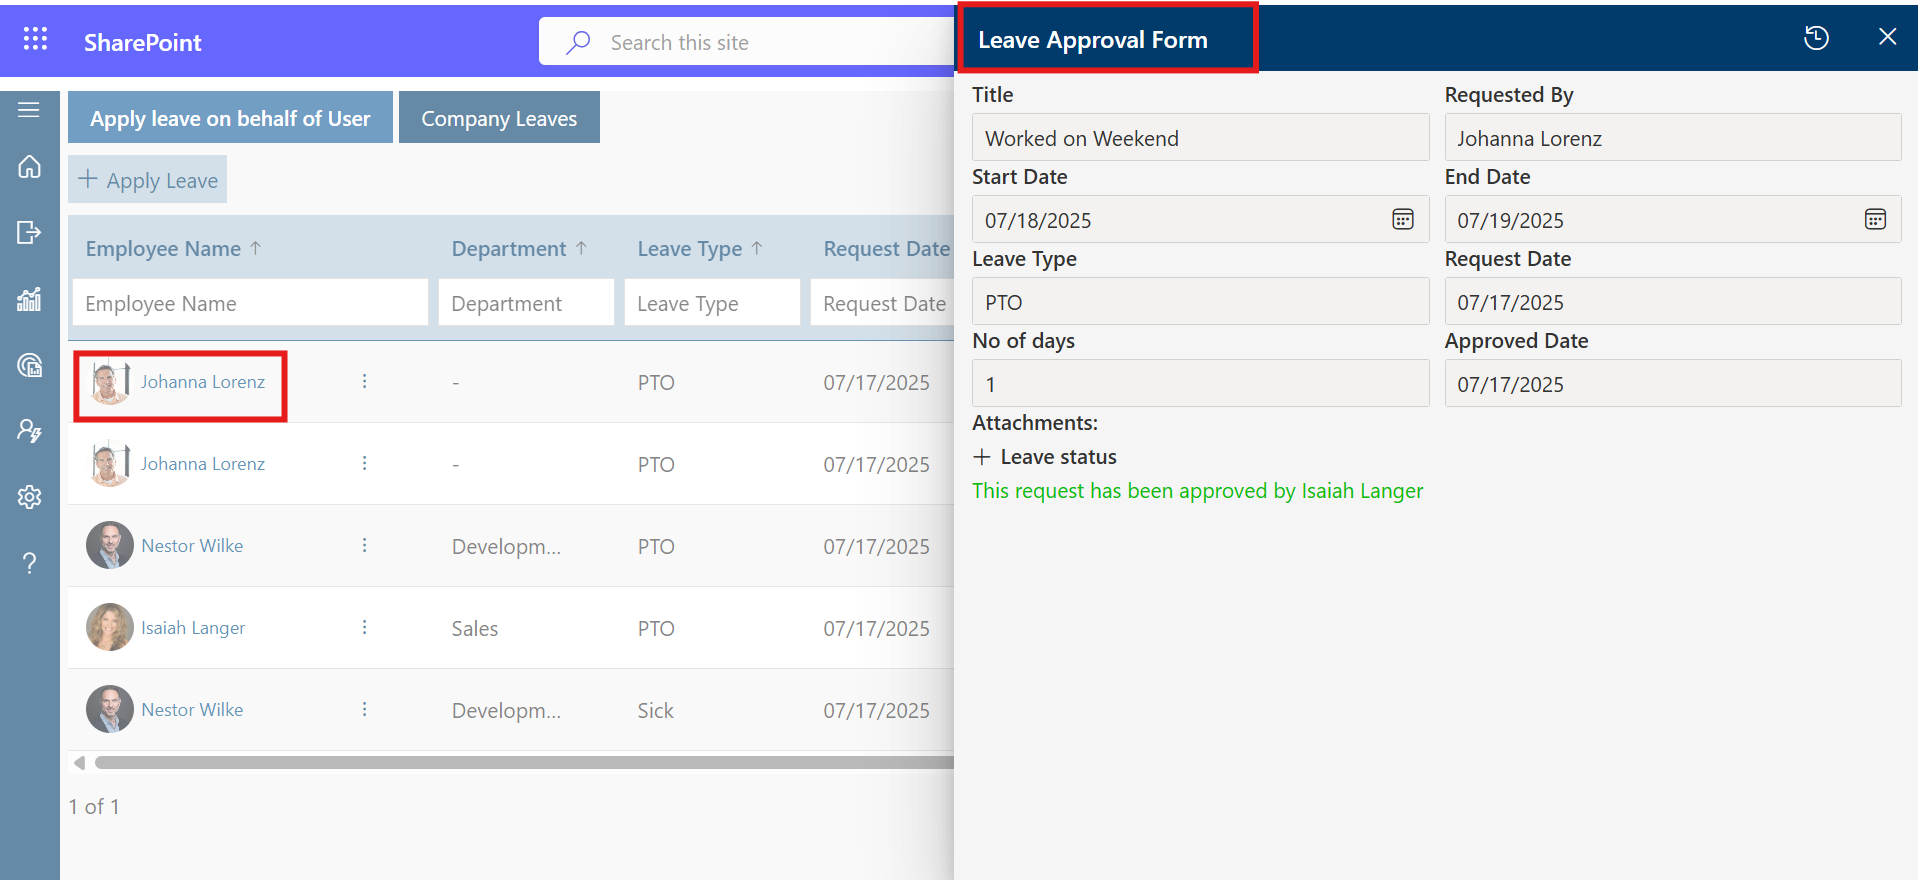 SharePoint
Search this site
Apply leave on behalf of User
Company Leaves
+ Apply Leave
Employee Name ↑
Department ↑
Leave Type ↑
Request Date
Employee Name
Department
Leave Type
Request Date
Johanna Lorenz
-
PTO
07/17/2025
Johanna Lorenz
-
PTO
07/17/2025
Nestor Wilke
Developm...
PTO
07/17/2025
Isaiah Langer
Sales
PTO
07/17/2025
Nestor Wilke
Developm...
Sick
07/17/2025
1 of 1
Leave Approval Form
Title
Requested By
Worked on Weekend
Johanna Lorenz
Start Date
End Date
07/18/2025
07/19/2025
Leave Type
Request Date
PTO
07/17/2025
No of days
Approved Date
1
07/17/2025
Attachments:
+ Leave status
This request has been approved by Isaiah Langer